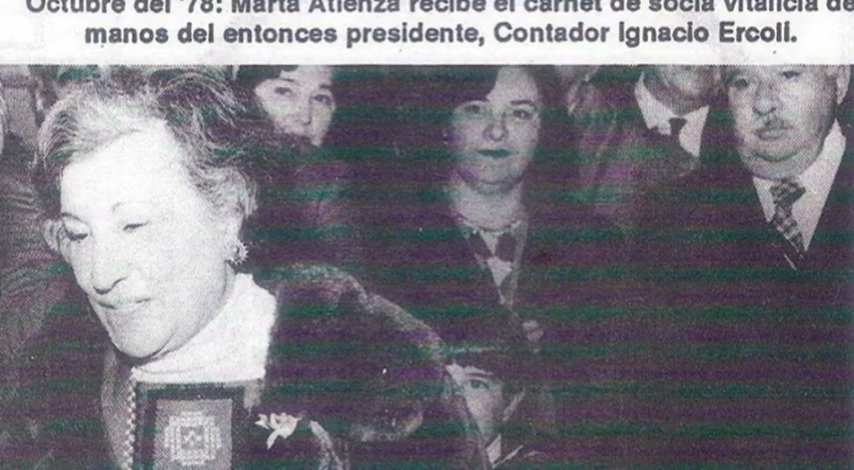 Octubre del '78: Marta Atienza recibe el carnet de socia vitalicia de
manos del entonces presidente, Contador Ignacio Ercoli.